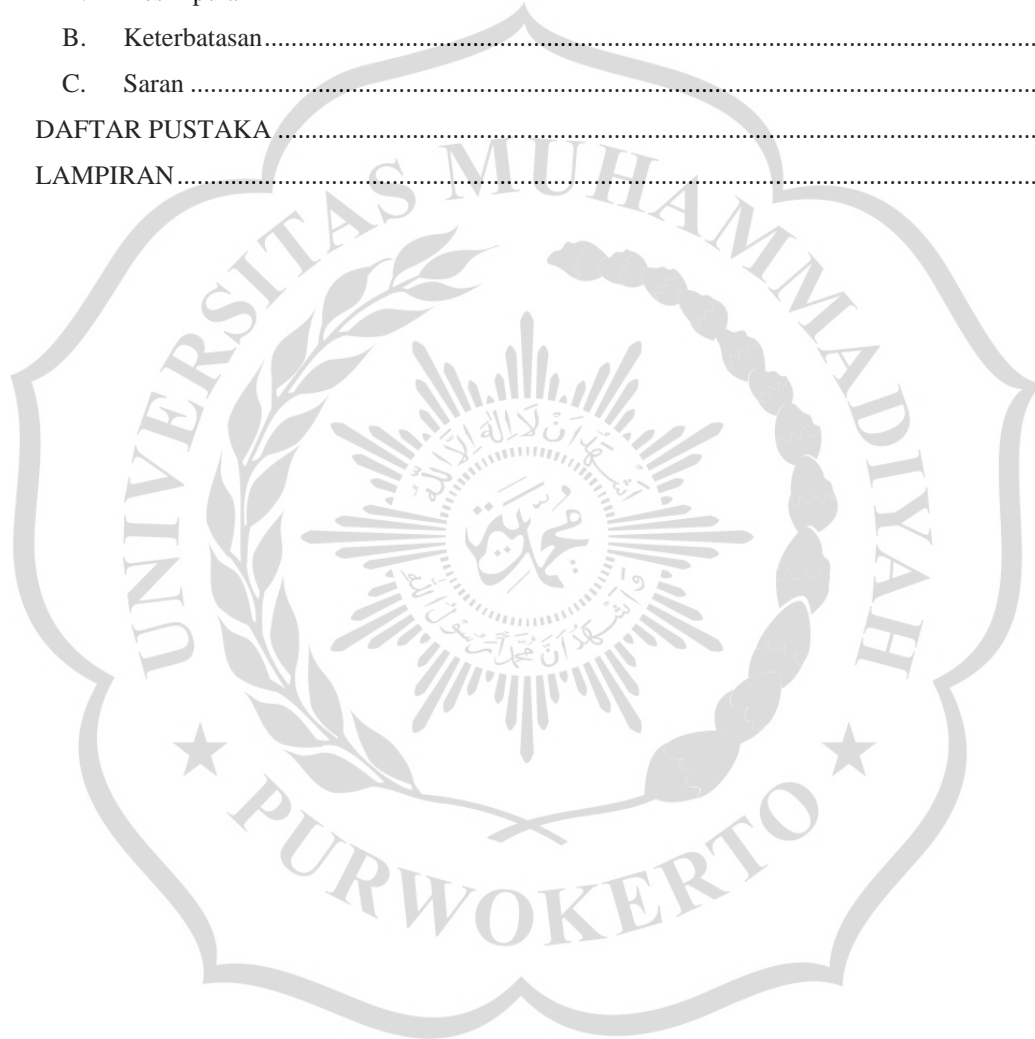 B. Keterbatasan
C. Saran
DAFTAR PUSTAKA
LAMPIRAN
UNIVERSITAS MUHAMMADIYAH
PURWOKERTO